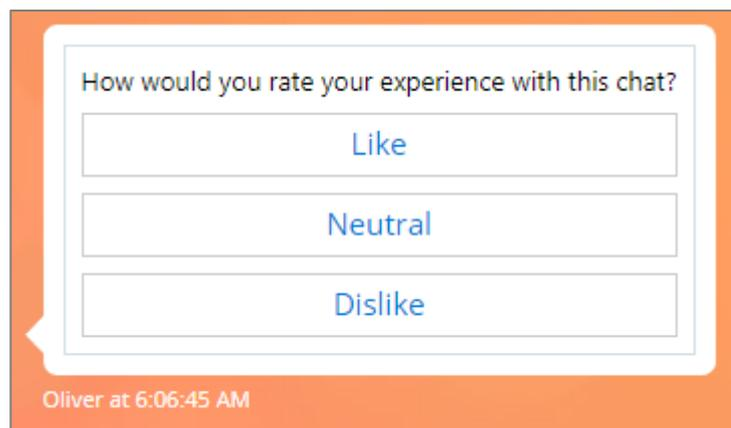 How would you rate your experience with this chat?
Like
Neutral
Dislike
Oliver at 6:06:45 AM